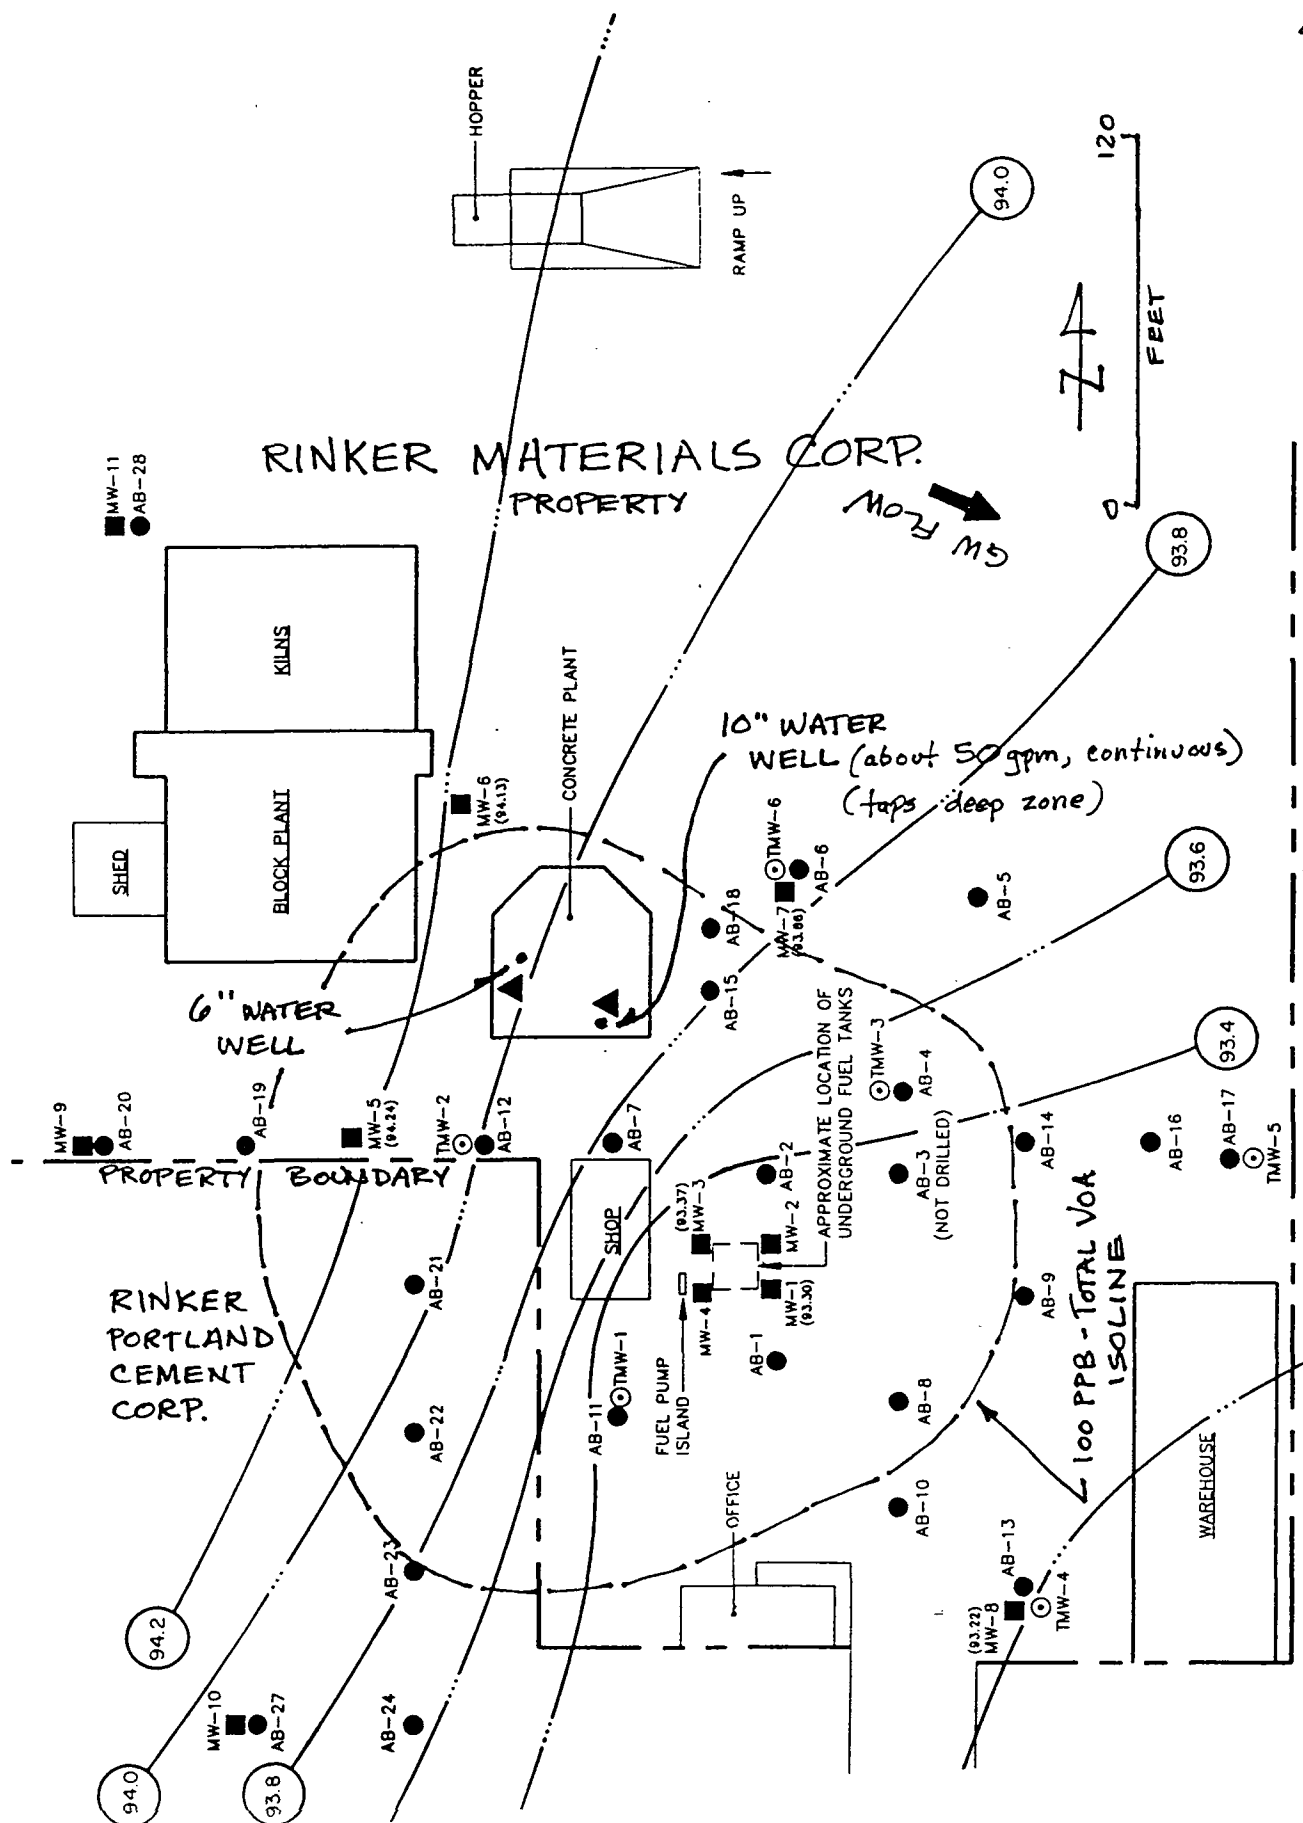 HOPPER
RAMP UP
94.0
120
FEET
0
N
RINKER MATERIALS CORP.
PROPERTY
GW FLOW
MW-11
AB-28
KILNS
BLOCK PLANT
SHED
CONCRETE PLANT
93.8
10" WATER
WELL (about 50 gpm, continuous)
(taps deep zone)
MW-6
(94.13)
TMW-6
AB-6
MW-7
(93.86)
AB-18
AB-15
AB-5
93.6
6" WATER
WELL
APPROXIMATE LOCATION OF
UNDERGROUND FUEL TANKS
TMW-3
AB-4
93.4
MW-9
AB-20
AB-19
MW-5
(94.24)
TMW-2
AB-12
AB-7
AB-2
AB-3
(NOT DRILLED)
AB-14
AB-16
AB-17
TMW-5
PROPERTY BOUNDARY
SHOP
(93.37)
MW-3
MW-2
MW-4
MW-1
(93.30)
AB-21
AB-9
100 PPB - TOTAL VOA
ISOLINE
RINKER
PORTLAND
CEMENT
CORP.
AB-22
AB-11
TMW-1
FUEL PUMP
ISLAND
AB-1
AB-8
AB-10
OFFICE
WAREHOUSE
AB-23
AB-13
(93.22)
MW-8
TMW-4
94.2
MW-10
AB-27
AB-24
94.0
93.8